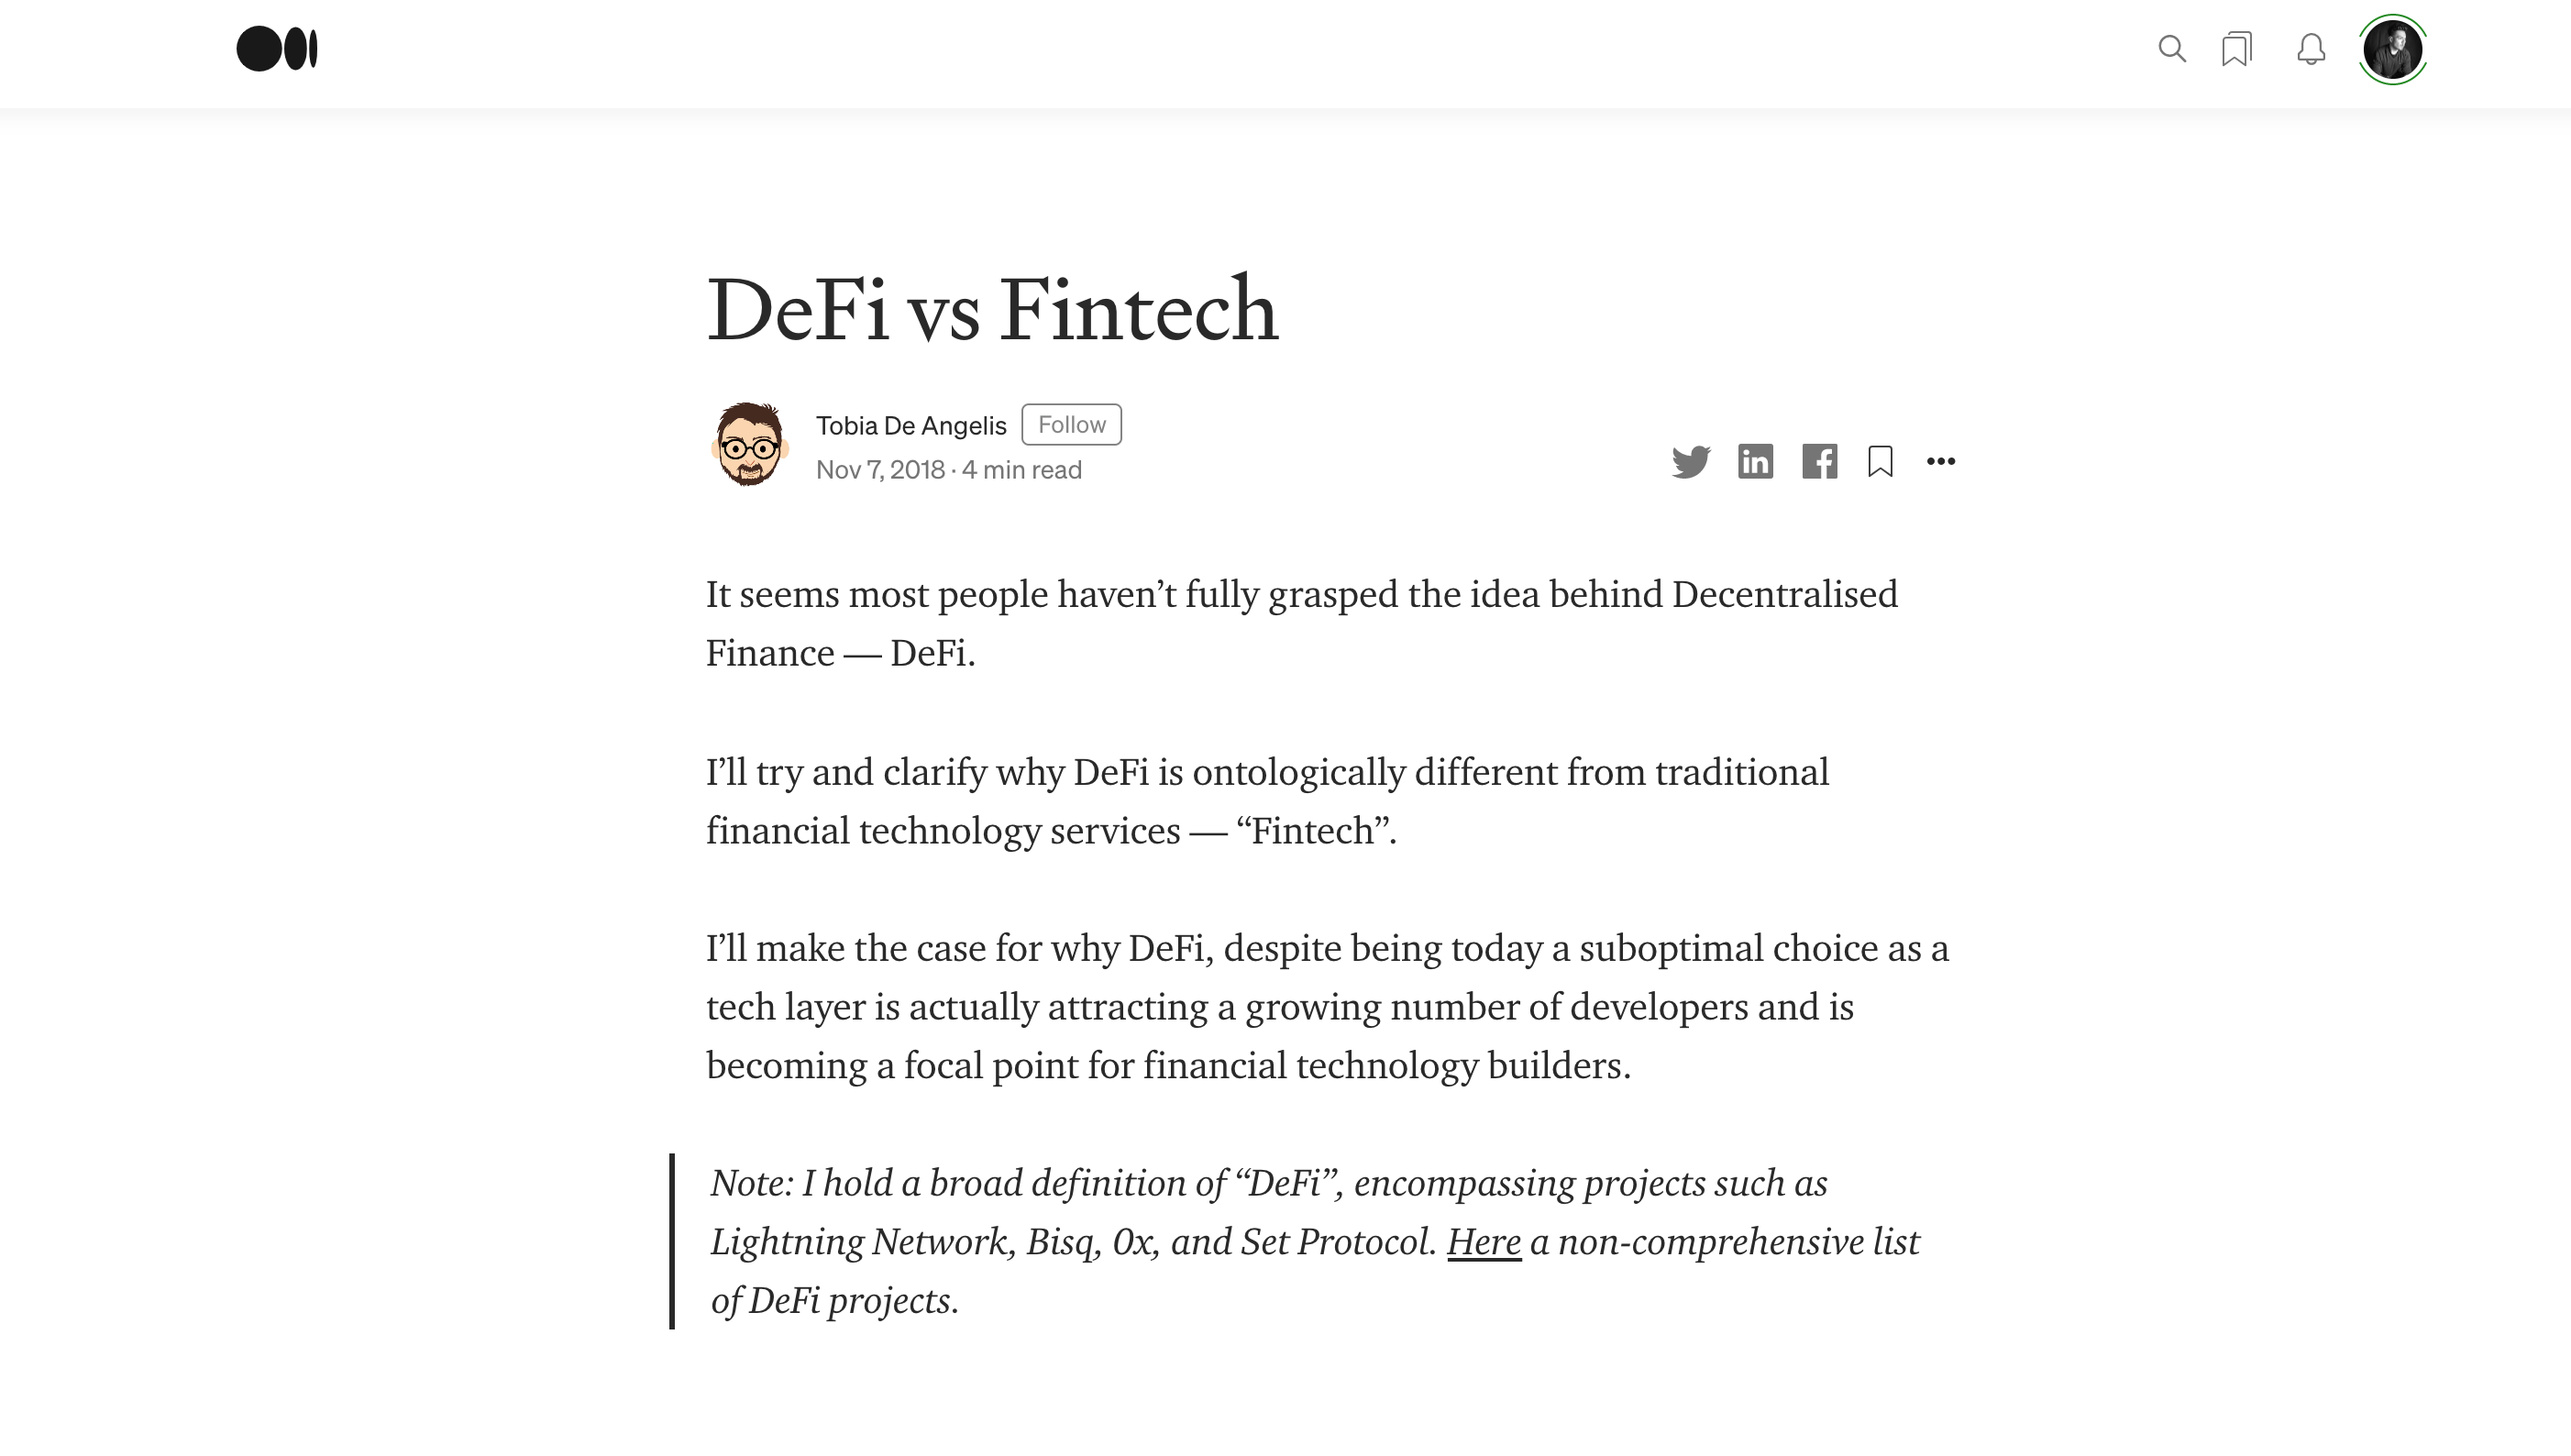 DeFi vs Fintech
Tobia De Angelis Follow
Nov 7, 2018 · 4 min read
in f
It seems most people haven’t fully grasped the idea behind Decentralised
Finance — DeFi.
I’ll try and clarify why DeFi is ontologically different from traditional
financial technology services — “Fintech”.
I’ll make the case for why DeFi, despite being today a suboptimal choice as a
tech layer is actually attracting a growing number of developers and is
becoming a focal point for financial technology builders.
Note: I hold a broad definition of “DeFi”, encompassing projects such as
Lightning Network, Bisq, 0x, and Set Protocol. Here a non-comprehensive list
of DeFi projects.